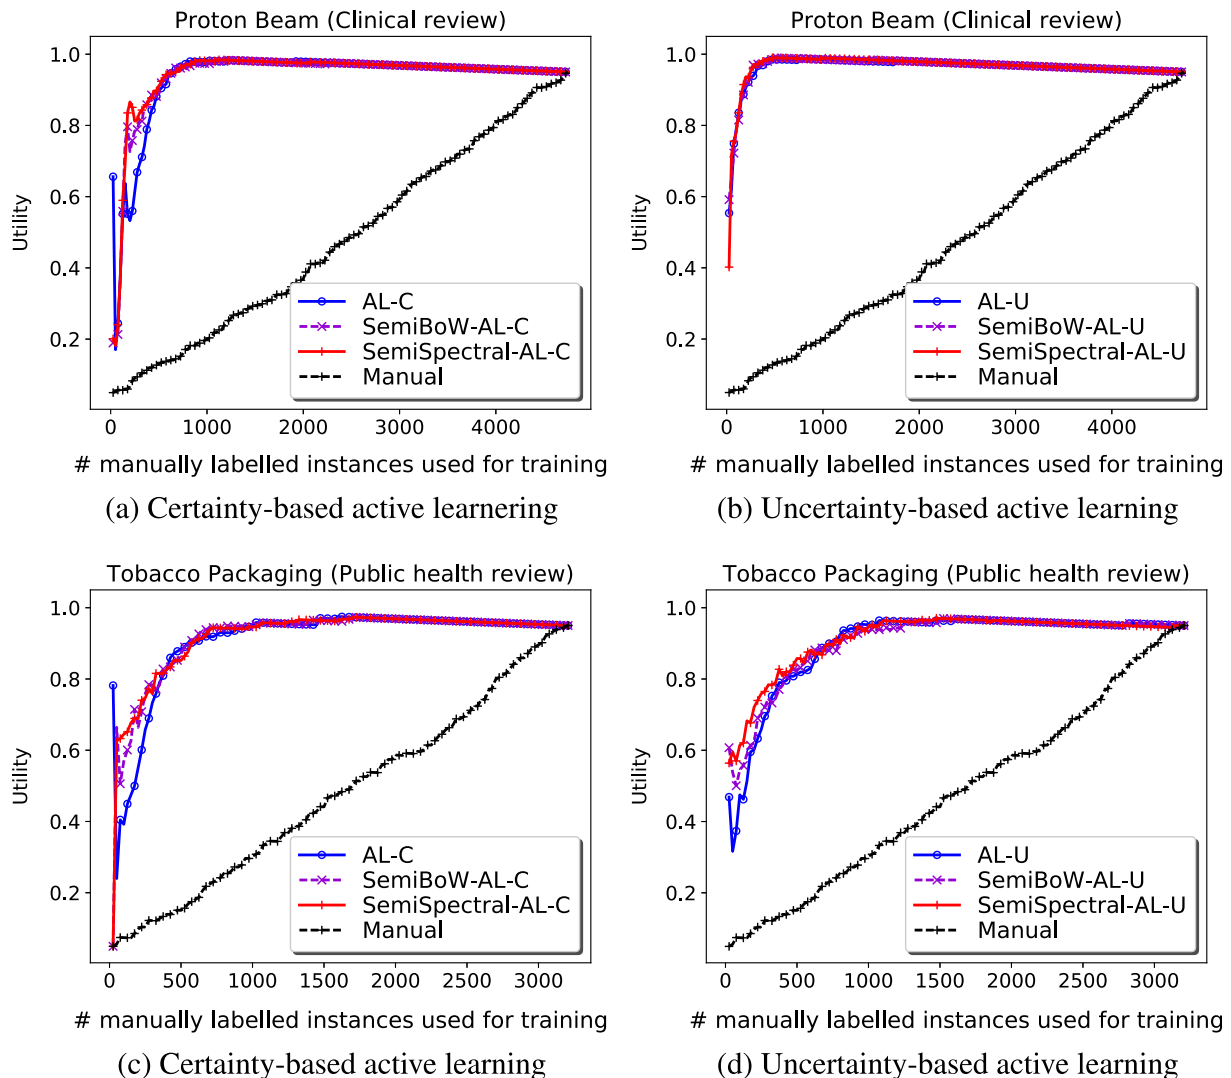 Proton Beam (Clinical review)
Utility
1.0
0.8
0.6
0.4
0.2
AL-C
SemiBoW-AL-C
SemiSpectral-AL-C
Manual
0 1000 2000 3000 4000
# manually labelled instances used for training
(a) Certainty-based active learnering
Proton Beam (Clinical review)
Utility
1.0
0.8
0.6
0.4
0.2
AL-U
SemiBoW-AL-U
SemiSpectral-AL-U
Manual
0 1000 2000 3000 4000
# manually labelled instances used for training
(b) Uncertainty-based active learning
Tobacco Packaging (Public health review)
Utility
1.0
0.8
0.6
0.4
0.2
AL-C
SemiBoW-AL-C
SemiSpectral-AL-C
Manual
0 500 1000 1500 2000 2500 3000
# manually labelled instances used for training
(c) Certainty-based active learning
Tobacco Packaging (Public health review)
Utility
1.0
0.8
0.6
0.4
0.2
AL-U
SemiBoW-AL-U
SemiSpectral-AL-U
Manual
0 500 1000 1500 2000 2500 3000
# manually labelled instances used for training
(d) Uncertainty-based active learning